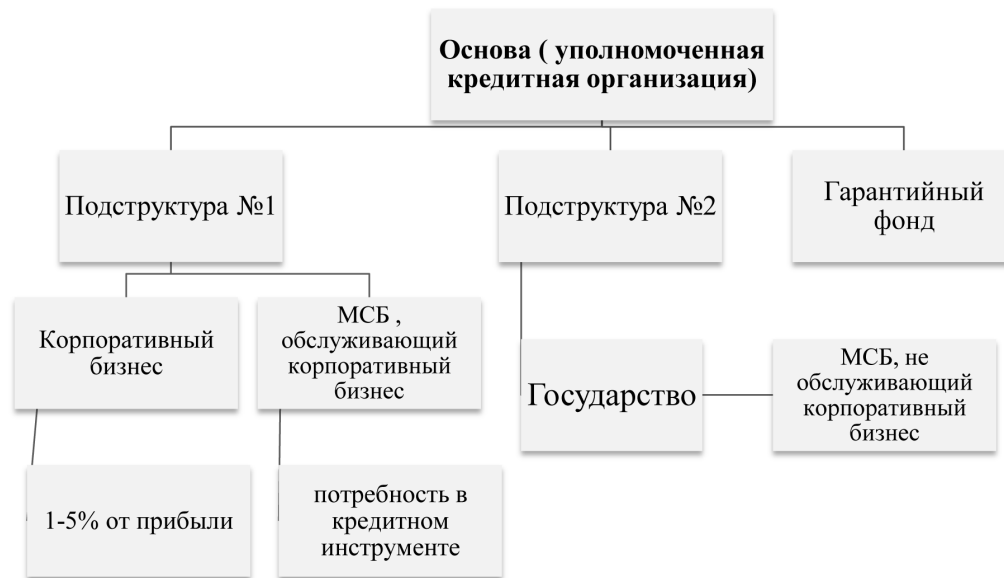 Основа ( уполномоченная
кредитная организация)
Подструктура №1
Подструктура №2
Гарантийный
фонд
Корпоративный
бизнес
МСБ ,
обслуживающий
корпоративный
бизнес
Государство
МСБ, не
обслуживающий
корпоративный
бизнес
1-5% от прибыли
потребность в
кредитном
инструменте